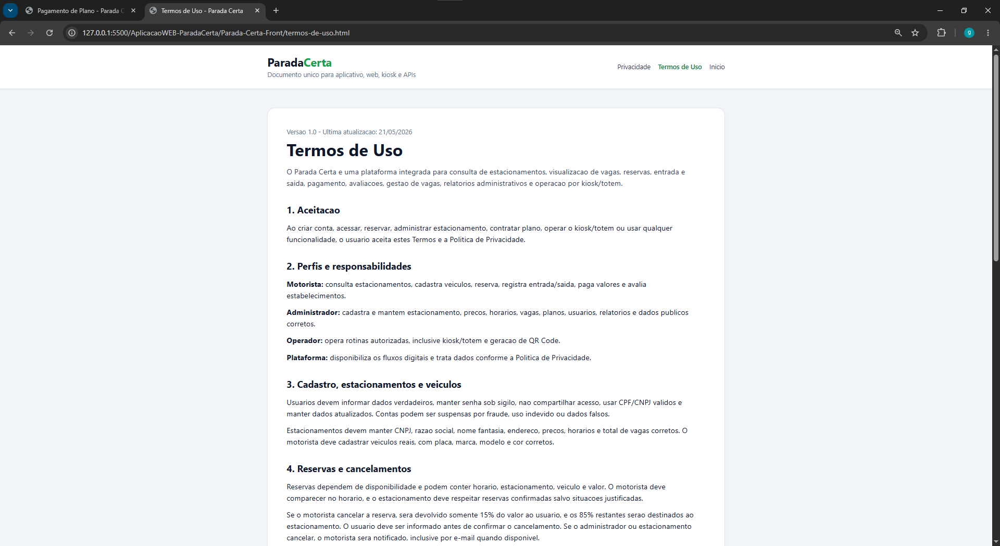 Pagamento de Plano - Parada C
Termos de Uso - Parada Certa
127.0.0.1:5500/AplicacaoWEB-ParadaCerta/Parada-Certa-Front/termos-de-uso.html
g
ParadaCerta
Documento unico para aplicativo, web, kiosk e APIs
Privacidade
Termos de Uso
Inicio
Versao 1.0 - Ultima atualizacao: 21/05/2026
Termos de Uso
O Parada Certa e uma plataforma integrada para consulta de estacionamentos, visualizacao de vagas, reservas, entrada e
saida, pagamento, avaliacoes, gestao de vagas, relatorios administrativos e operacao por kiosk/totem.
1. Aceitacao
Ao criar conta, acessar, reservar, administrar estacionamento, contratar plano, operar o kiosk/totem ou usar qualquer
funcionalidade, o usuario aceita estes Termos e a Politica de Privacidade.
2. Perfis e responsabilidades
Motorista: consulta estacionamentos, cadastra veiculos, reserva, registra entrada/saida, paga valores e avalia
estabelecimentos.
Administrador: cadastra e mantem estacionamento, precos, horarios, vagas, planos, usuarios, relatorios e dados publicos
corretos.
Operador: opera rotinas autorizadas, inclusive kiosk/totem e geracao de QR Code.
Plataforma: disponibiliza os fluxos digitais e trata dados conforme a Politica de Privacidade.
3. Cadastro, estacionamentos e veiculos
Usuarios devem informar dados verdadeiros, manter senha sob sigilo, nao compartilhar acesso, usar CPF/CNPJ validos e
manter dados atualizados. Contas podem ser suspensas por fraude, uso indevido ou dados falsos.
Estacionamentos devem manter CNPJ, razao social, nome fantasia, endereco, precos, horarios e total de vagas corretos. O
motorista deve cadastrar veiculos reais, com placa, marca, modelo e cor corretos.
4. Reservas e cancelamentos
Reservas dependem de disponibilidade e podem conter horario, estacionamento, veiculo e valor. O motorista deve
comparecer no horario, e o estacionamento deve respeitar reservas confirmadas salvo situacoes justificadas.
Se o motorista cancelar a reserva, sera devolvido somente 15% do valor ao usuario, e os 85% restantes serao destinados ao
estacionamento. O usuario deve ser informado antes de confirmar o cancelamento. Se o administrador ou estacionamento
cancelar, o motorista sera notificado, inclusive por e-mail quando disponivel.